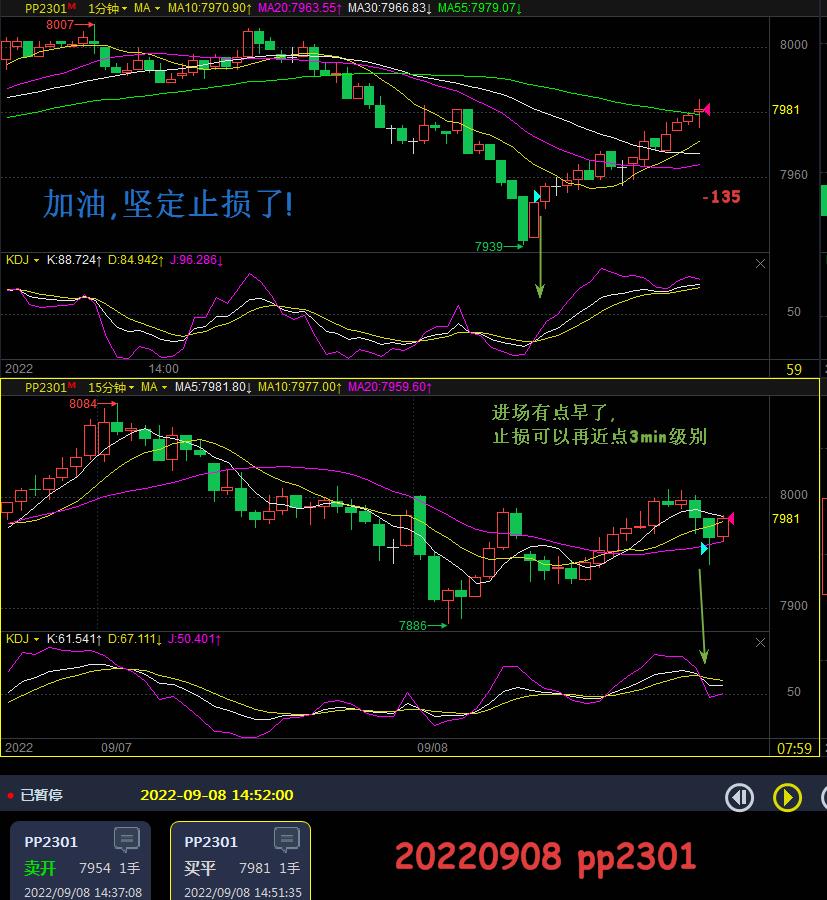 PP2301M 1分钟 MA MA10:7970.90↑ MA20:7963.55↑ MA30:7966.83↓ MA55:7979.07↓
8007
8000
7981
7960
-135
加油,坚定止损了!
7939
KDJ K:88.724↑ D:84.942↑ J:96.286↓
50
2022 14:00 59
PP2301M 15分钟 MA MA5:7981.80↓ MA10:7977.00↑ MA20:7959.60↑
8084
进场有点早了,
止损可以再近点3min级别
8000
7981
7900
7886
KDJ K:61.541↑ D:67.111↓ J:50.401↑
50
2022 09/07 09/08 07:59
已暂停 2022-09-08 14:52:00
PP2301 PP2301
卖开 7954 1手 买平 7981 1手
2022/09/08 14:37:08 2022/09/08 14:51:35
20220908 pp2301